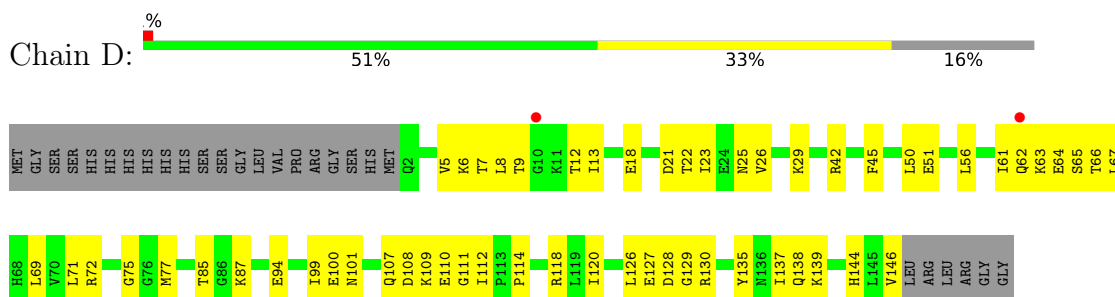 %
Chain D:
51% 33% 16%
MET GLY SER SER HIS HIS HIS HIS HIS HIS SER SER GLY LEU VAL PRO ARG GLY SER HIS MET Q2 V5 K6 T7 L8 T9 G10 K11 T12 I13 E18 D21 T22 I23 E24 N25 V26 K29 R42 F45 L50 E51 L56 I61 Q62 K63 E64 S65 T66 L67
H68 L69 V70 L71 R72 G75 G76 M77 T85 G86 K87 E94 I99 E100 N101 Q107 D108 K109 E110 G111 I112 P113 P114 R118 L119 I120 L126 E127 D128 G129 R130 Y135 N136 I137 Q138 K139 H144 L145 V146 LEU ARG LEU ARG GLY GLY